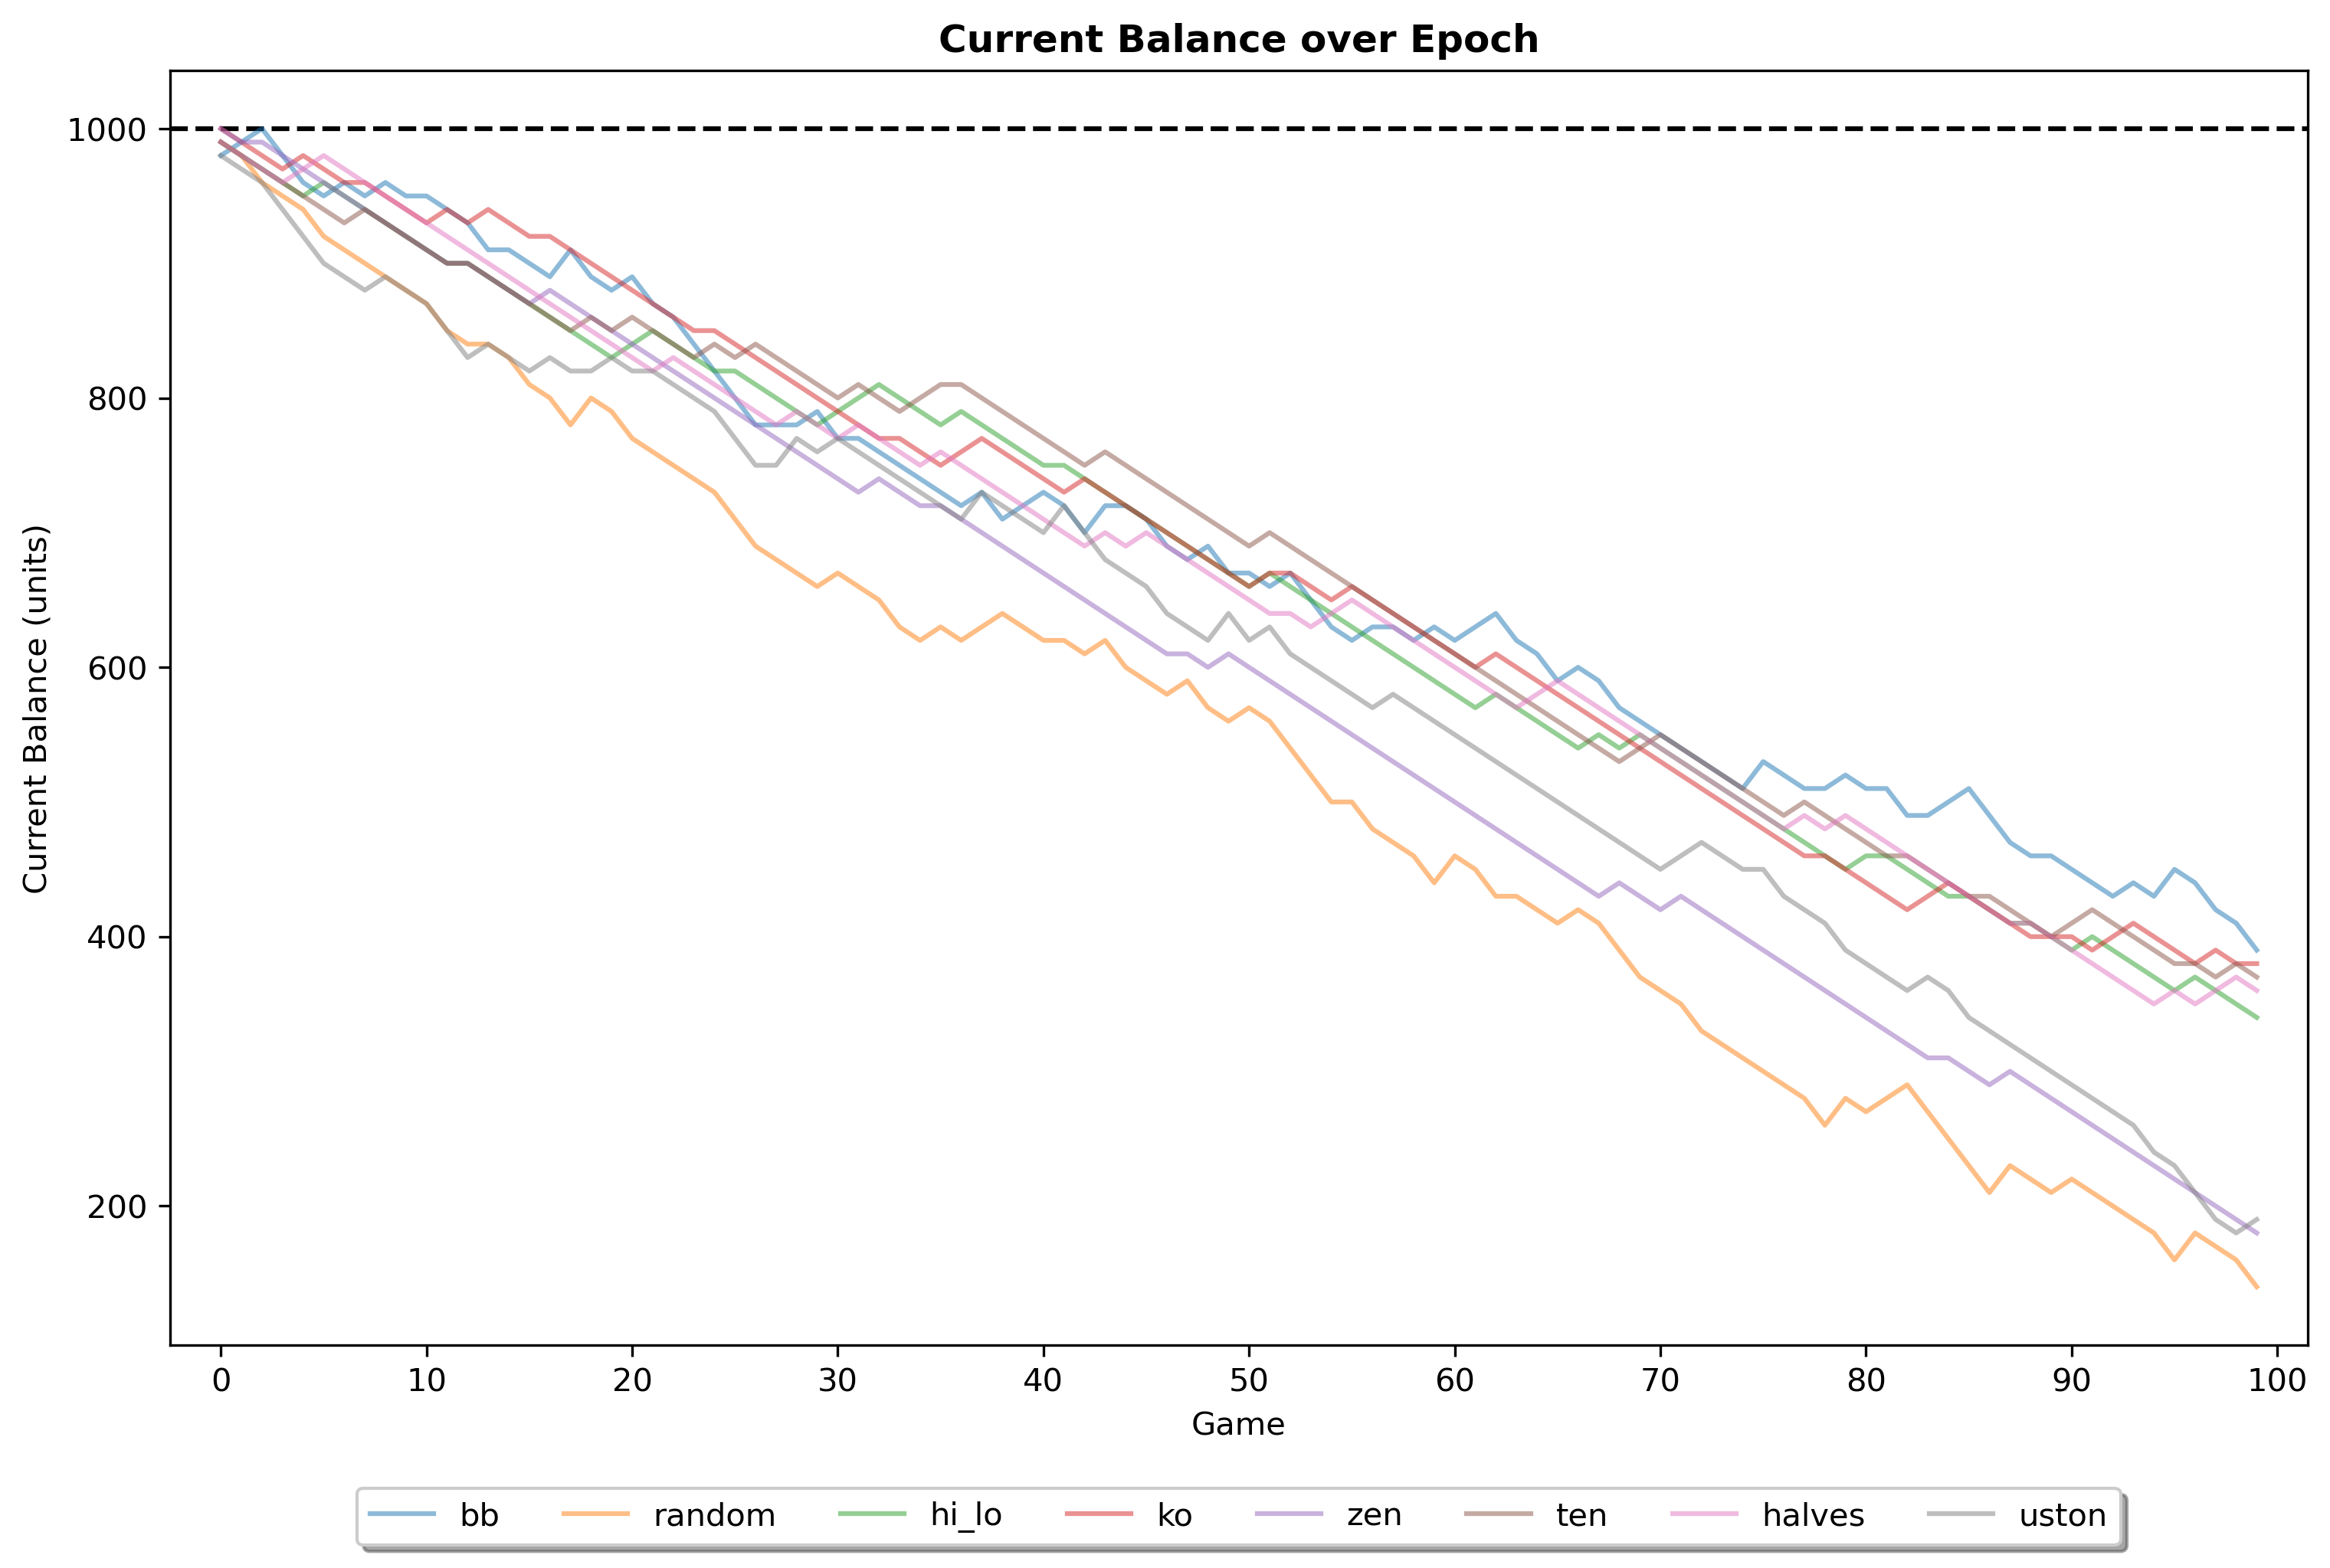 Current Balance over Epoch
1000
800
600
400
200
Current Balance (units)
0 10 20 30 40 50 60 70 80 90 100
Game
bb random hi_lo ko zen ten halves uston